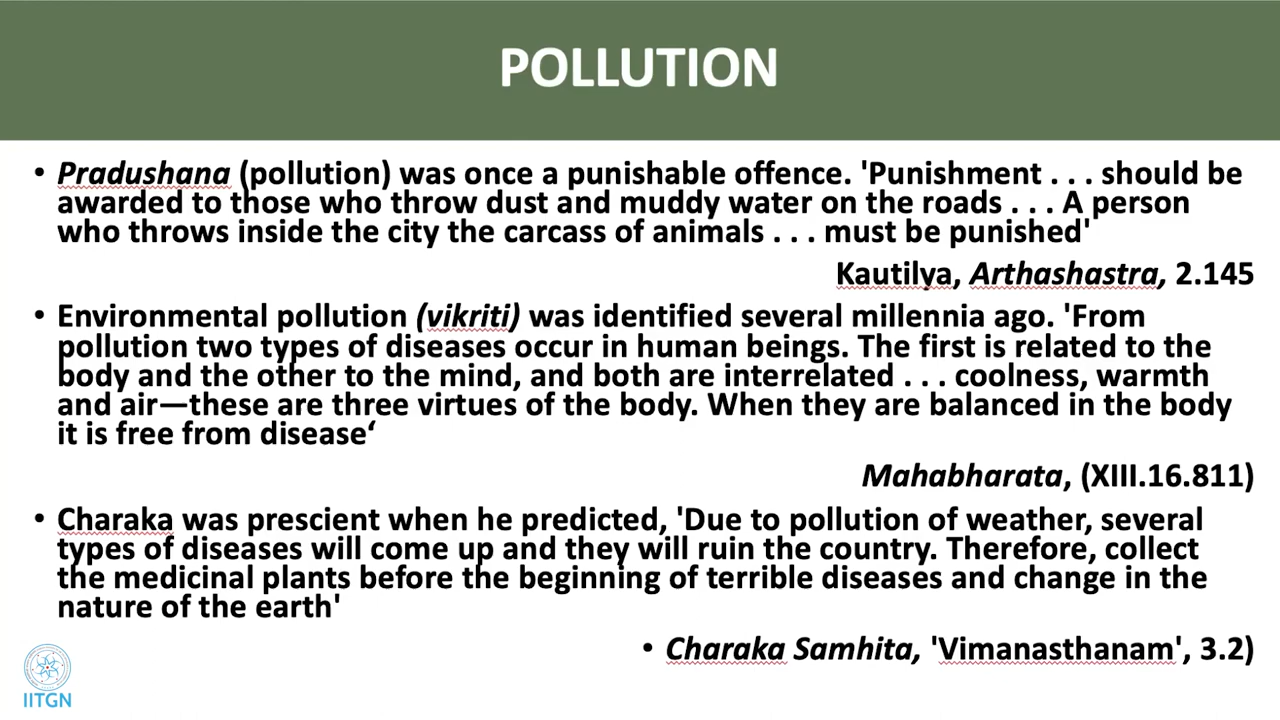 POLLUTION
• Pradushana (pollution) was once a punishable offence. 'Punishment . . . should be
awarded to those who throw dust and muddy water on the roads . . . A person
who throws inside the city the carcass of animals . . . must be punished'
Kautilya, Arthashastra, 2.145
• Environmental pollution (vikriti) was identified several millennia ago. 'From
pollution two types of diseases occur in human beings. The first is related to the
body and the other to the mind, and both are interrelated . . . coolness, warmth
and air—these are three virtues of the body. When they are balanced in the body
it is free from disease‘
Mahabharata, (XIII.16.811)
• Charaka was prescient when he predicted, 'Due to pollution of weather, several
types of diseases will come up and they will ruin the country. Therefore, collect
the medicinal plants before the beginning of terrible diseases and change in the
nature of the earth'
• Charaka Samhita, 'Vimanasthanam', 3.2)
IITGN